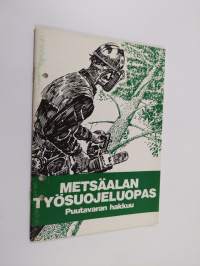 METSÄALAN
TYÖSUOJELUOPAS
Puutavaran hakkuu